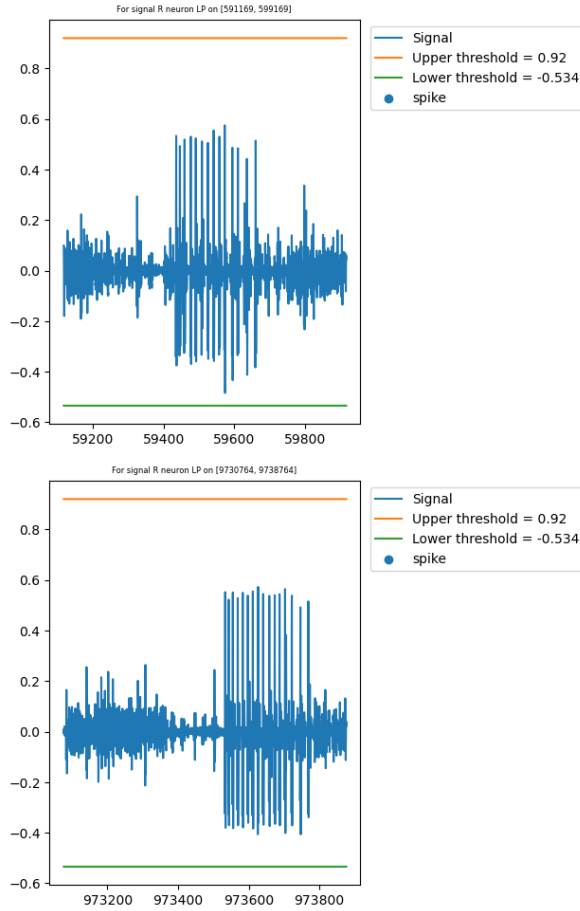 For signal R neuron LP on [591169, 599169]
Signal
Upper threshold = 0.92
Lower threshold = -0.534
spike
0.8
0.6
0.4
0.2
0.0
−0.2
−0.4
−0.6
59200 59400 59600 59800
For signal R neuron LP on [9730764, 9738764]
Signal
Upper threshold = 0.92
Lower threshold = -0.534
spike
0.8
0.6
0.4
0.2
0.0
−0.2
−0.4
−0.6
973200 973400 973600 973800